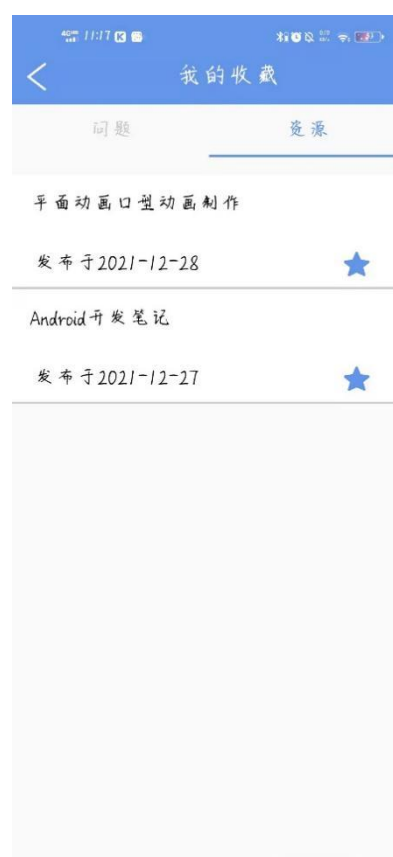 11:17
我的收藏
问题 资源
平面动画口型动画制作
发布于2021-12-28
Android开发笔记
发布于2021-12-27